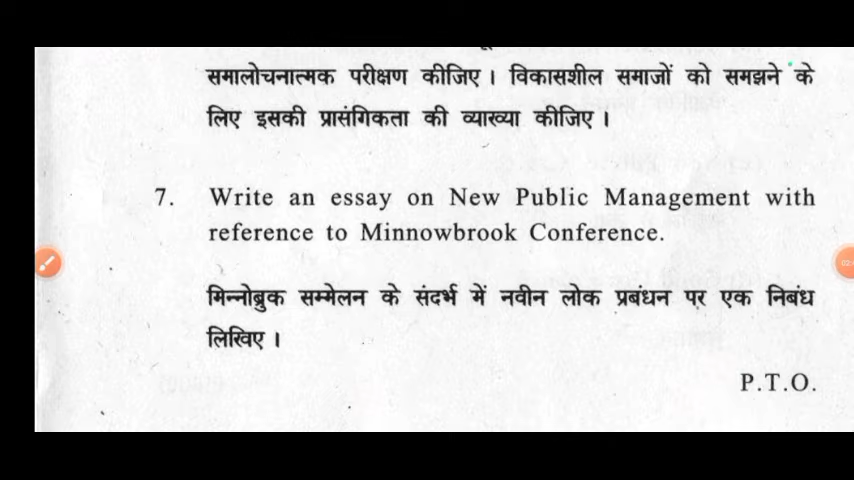 समालोचनात्मक परीक्षण कीजिए । विकासशील समाजों को समझने के
लिए इसकी प्रासंगिकता की व्याख्या कीजिए ।
7. Write an essay on New Public Management with
reference to Minnowbrook Conference.
मिन्नोब्रुक सम्मेलन के संदर्भ में नवीन लोक प्रबंधन पर एक निबंध
लिखिए ।
P.T.O.